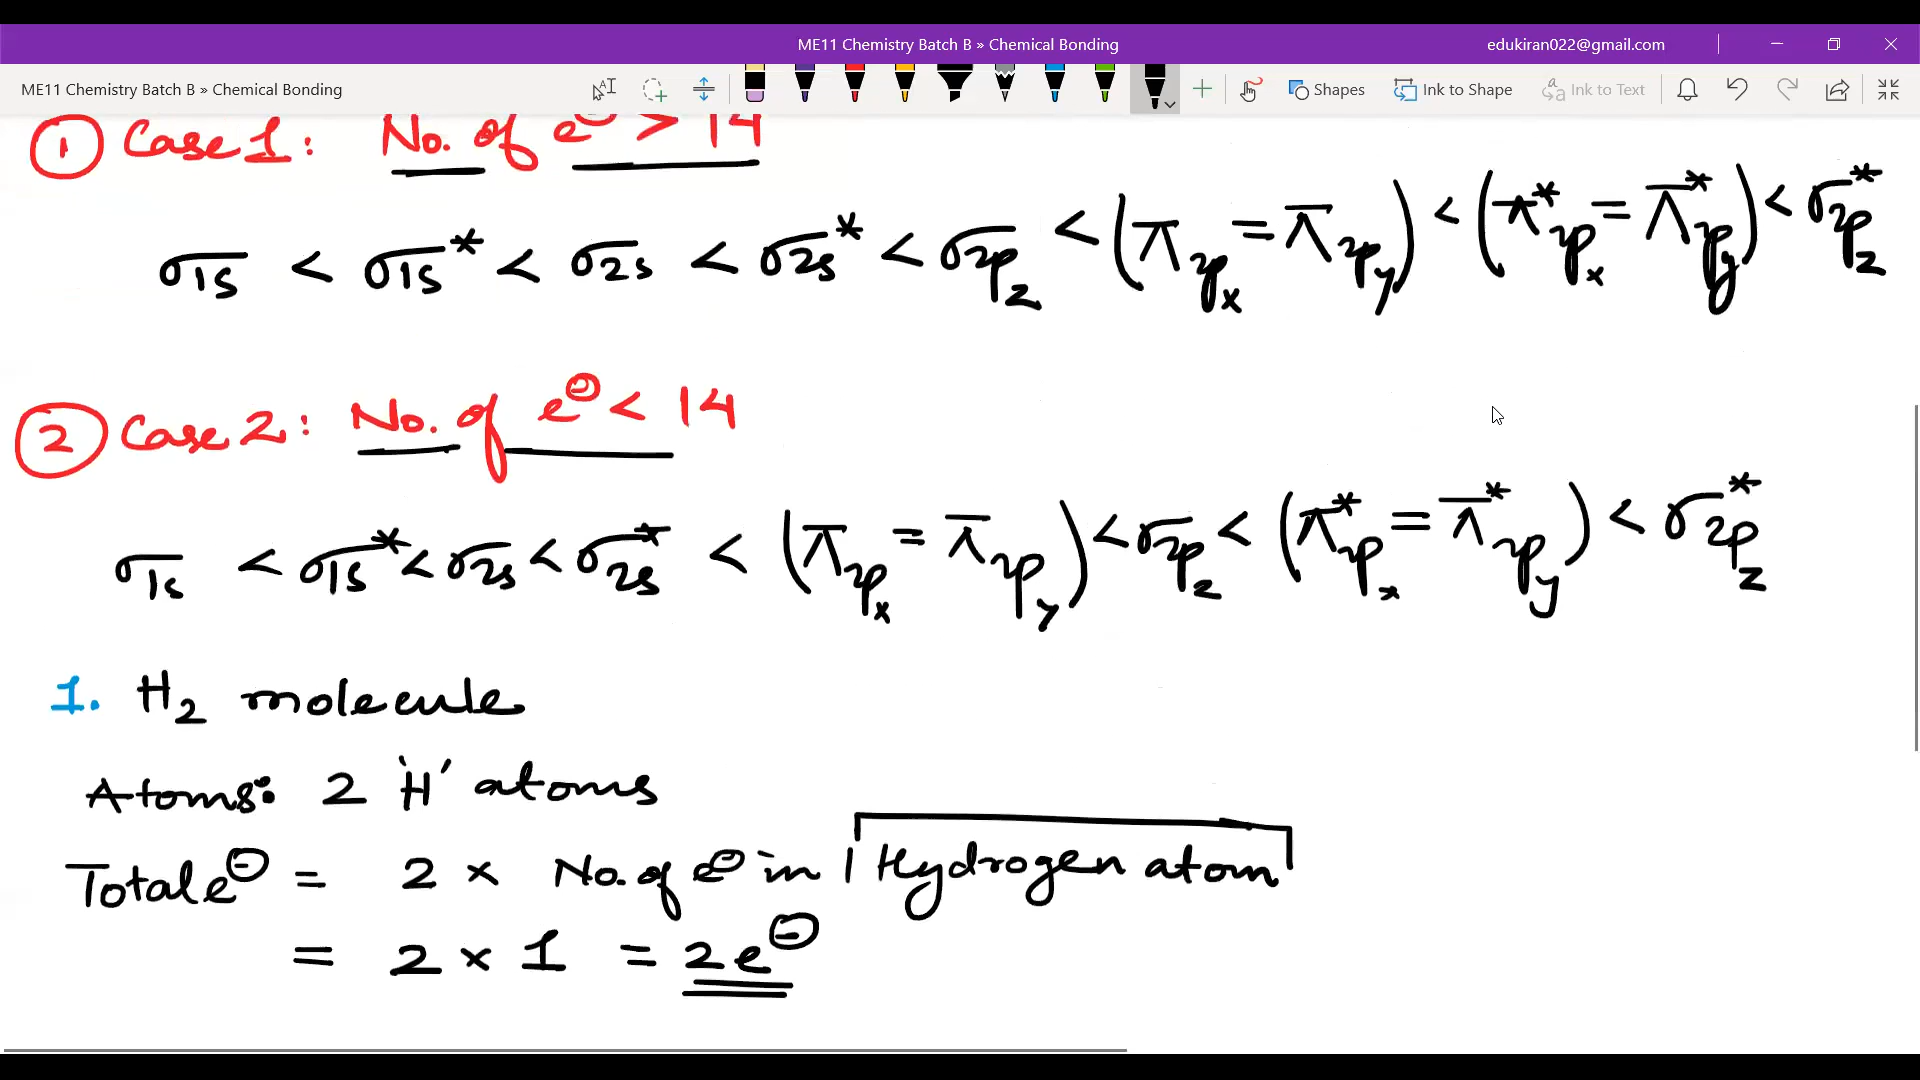 ME11 Chemistry Batch B » Chemical Bonding
edukiran022@gmail.com
ME11 Chemistry Batch B » Chemical Bonding
Shapes
Ink to Shape
Ink to Text
① Case 1: No. of e⊖ > 14
σ1s < σ1s* < σ2s < σ2s* < σ2pz < (π2px = π2py) < (π*2px = π*2py) < σ*2pz
② Case 2: No. of e⊖ < 14
σ1s < σ1s* < σ2s < σ2s* < (π2px = π2py) < σ2pz < (π*2px = π*2py) < σ*2pz
1. H2 molecule
Atoms: 2 'H' atoms
Total e⊖ = 2 × No. of e⊖ in 1 Hydrogen atom
= 2 × 1 = 2e⊖